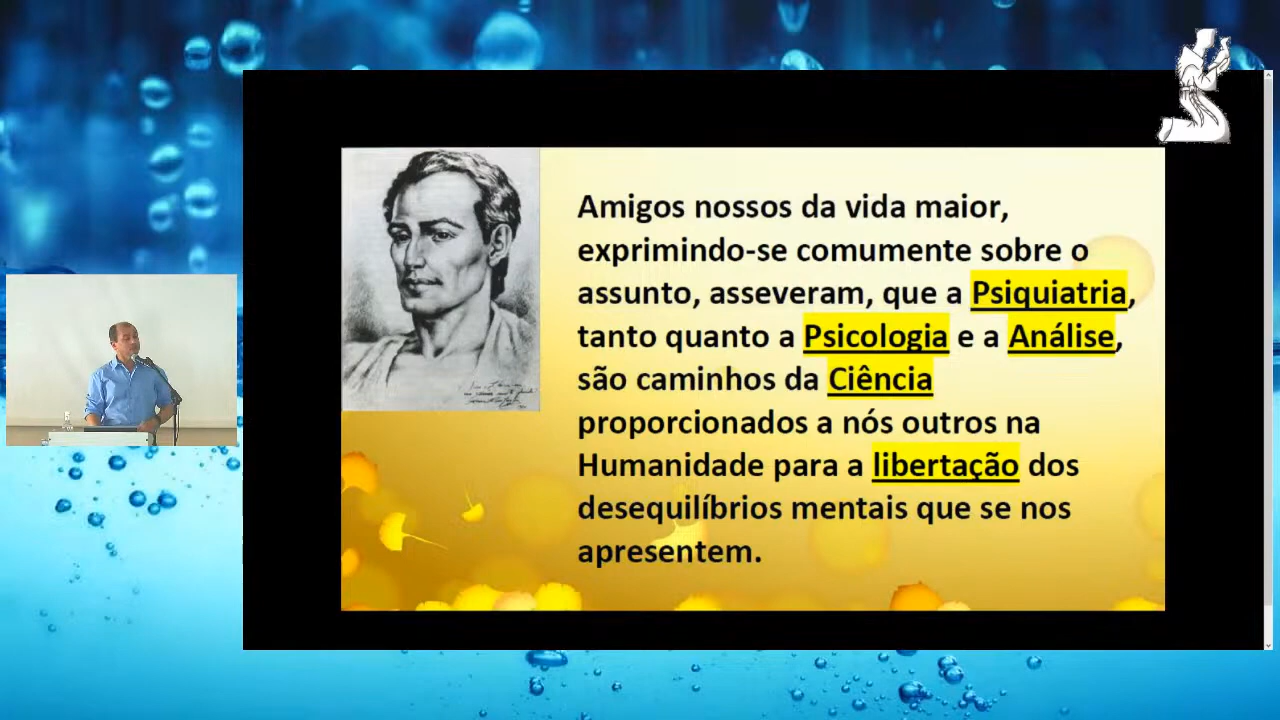 Amigos nossos da vida maior,
exprimindo-se comumente sobre o
assunto, asseveram, que a Psiquiatria,
tanto quanto a Psicologia e a Análise,
são caminhos da Ciência
proporcionados a nós outros na
Humanidade para a libertação dos
desequilíbrios mentais que se nos
apresentem.